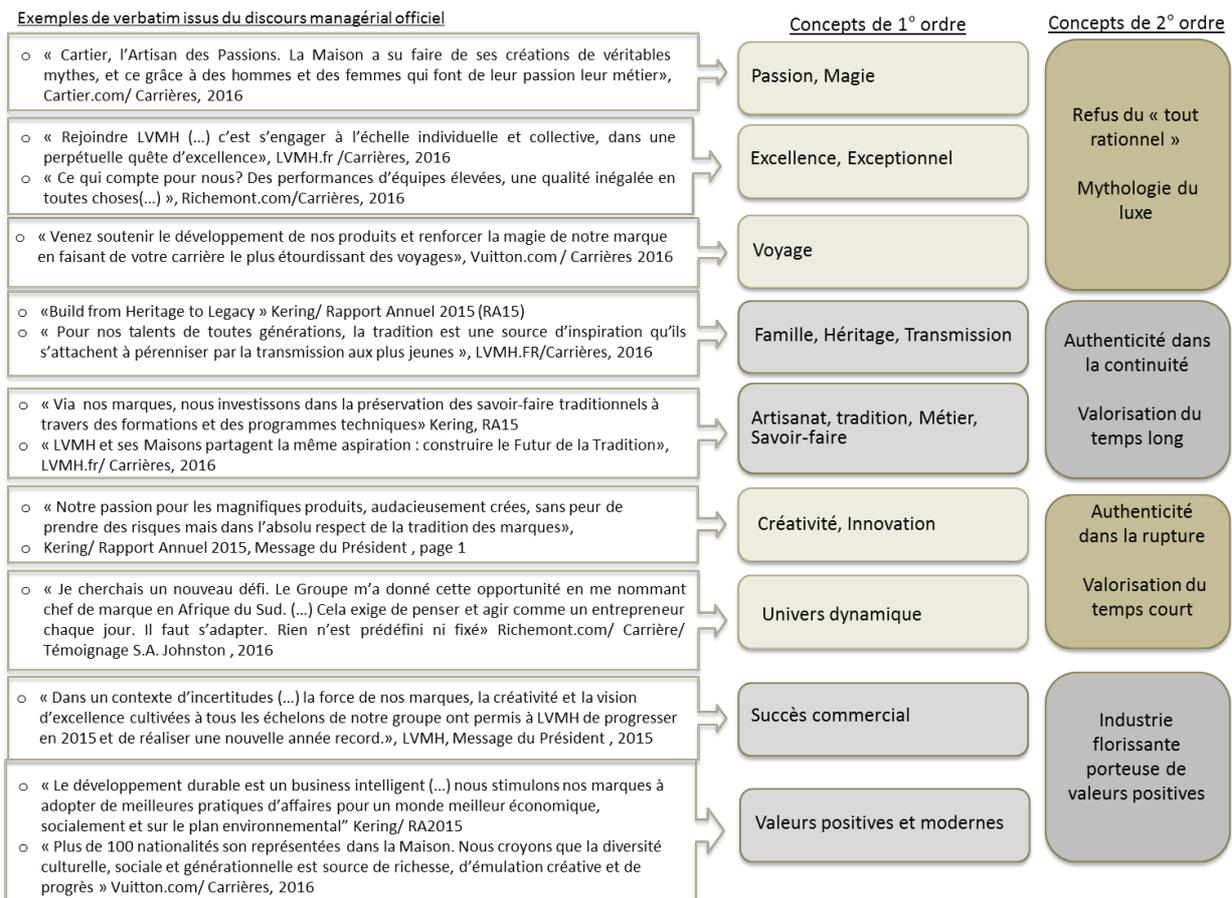 Exemples de verbatim issus du discours managérial officiel
Concepts de 1° ordre
Concepts de 2° ordre
o « Cartier, l'Artisan des Passions. La Maison a su faire de ses créations de véritables
mythes, et ce grâce à des hommes et des femmes qui font de leur passion leur métier»,
Cartier.com/ Carrières, 2016
Passion, Magie
o « Rejoindre LVMH (…) c'est s'engager à l'échelle individuelle et collective, dans une
perpétuelle quête d'excellence», LVMH.fr /Carrières, 2016
o « Ce qui compte pour nous? Des performances d'équipes élevées, une qualité inégalée en
toutes choses(…) », Richemont.com/Carrières, 2016
Excellence, Exceptionnel
o « Venez soutenir le développement de nos produits et renforcer la magie de notre marque
en faisant de votre carrière le plus étourdissant des voyages», Vuitton.com / Carrières 2016
Voyage
Refus du « tout
rationnel »
Mythologie du
luxe
o «Build from Heritage to Legacy » Kering/ Rapport Annuel 2015 (RA15)
o « Pour nos talents de toutes générations, la tradition est une source d'inspiration qu'ils
s'attachent à pérenniser par la transmission aux plus jeunes », LVMH.FR/Carrières, 2016
Famille, Héritage, Transmission
o « Via nos marques, nous investissons dans la préservation des savoir-faire traditionnels à
travers des formations et des programmes techniques» Kering, RA15
o « LVMH et ses Maisons partagent la même aspiration : construire le Futur de la Tradition»,
LVMH.fr/ Carrières, 2016
Artisanat, tradition, Métier,
Savoir-faire
Authenticité dans
la continuité
Valorisation du
temps long
o « Notre passion pour les magnifiques produits, audacieusement crées, sans peur de
prendre des risques mais dans l'absolu respect de la tradition des marques»,
o Kering/ Rapport Annuel 2015, Message du Président , page 1
Créativité, Innovation
o « Je cherchais un nouveau défi. Le Groupe m'a donné cette opportunité en me nommant
chef de marque en Afrique du Sud. (…) Cela exige de penser et agir comme un entrepreneur
chaque jour. Il faut s'adapter. Rien n'est prédéfini ni fixé» Richemont.com/ Carrière/
Témoignage S.A. Johnston , 2016
Univers dynamique
Authenticité
dans la rupture
Valorisation du
temps court
o « Dans un contexte d'incertitudes (…) la force de nos marques, la créativité et la vision
d'excellence cultivées à tous les échelons de notre groupe ont permis à LVMH de progresser
en 2015 et de réaliser une nouvelle année record.», LVMH, Message du Président , 2015
Succès commercial
o « Le développement durable est un business intelligent (…) nous stimulons nos marques à
adopter de meilleures pratiques d'affaires pour un monde meilleur économique,
socialement et sur le plan environnemental” Kering/ RA2015
o « Plus de 100 nationalités son représentées dans la Maison. Nous croyons que la diversité
culturelle, sociale et générationnelle est source de richesse, d'émulation créative et de
progrès » Vuitton.com/ Carrières, 2016
Valeurs positives et modernes
Industrie
florissante
porteuse de
valeurs positives